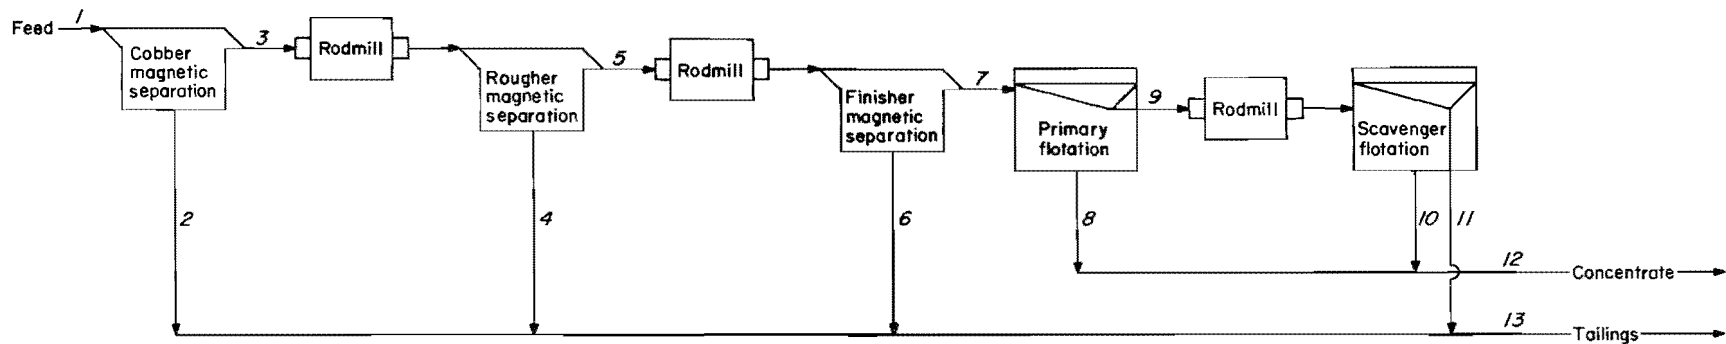 Feed
1
Cobber
magnetic
separation
2
3
Rodmill
Rougher
magnetic
separation
4
5
Rodmill
Finisher
magnetic
separation
6
7
Primary
flotation
8
9
Rodmill
Scavenger
flotation
10
11
12
Concentrate
13
Tailings